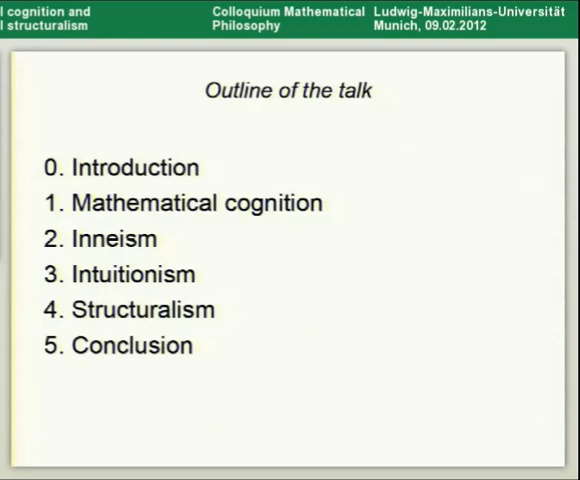 l cognition and
l structuralism
Colloquium Mathematical
Philosophy
Ludwig-Maximilians-Universität
Munich, 09.02.2012
Outline of the talk
0. Introduction
1. Mathematical cognition
2. Inneism
3. Intuitionism
4. Structuralism
5. Conclusion